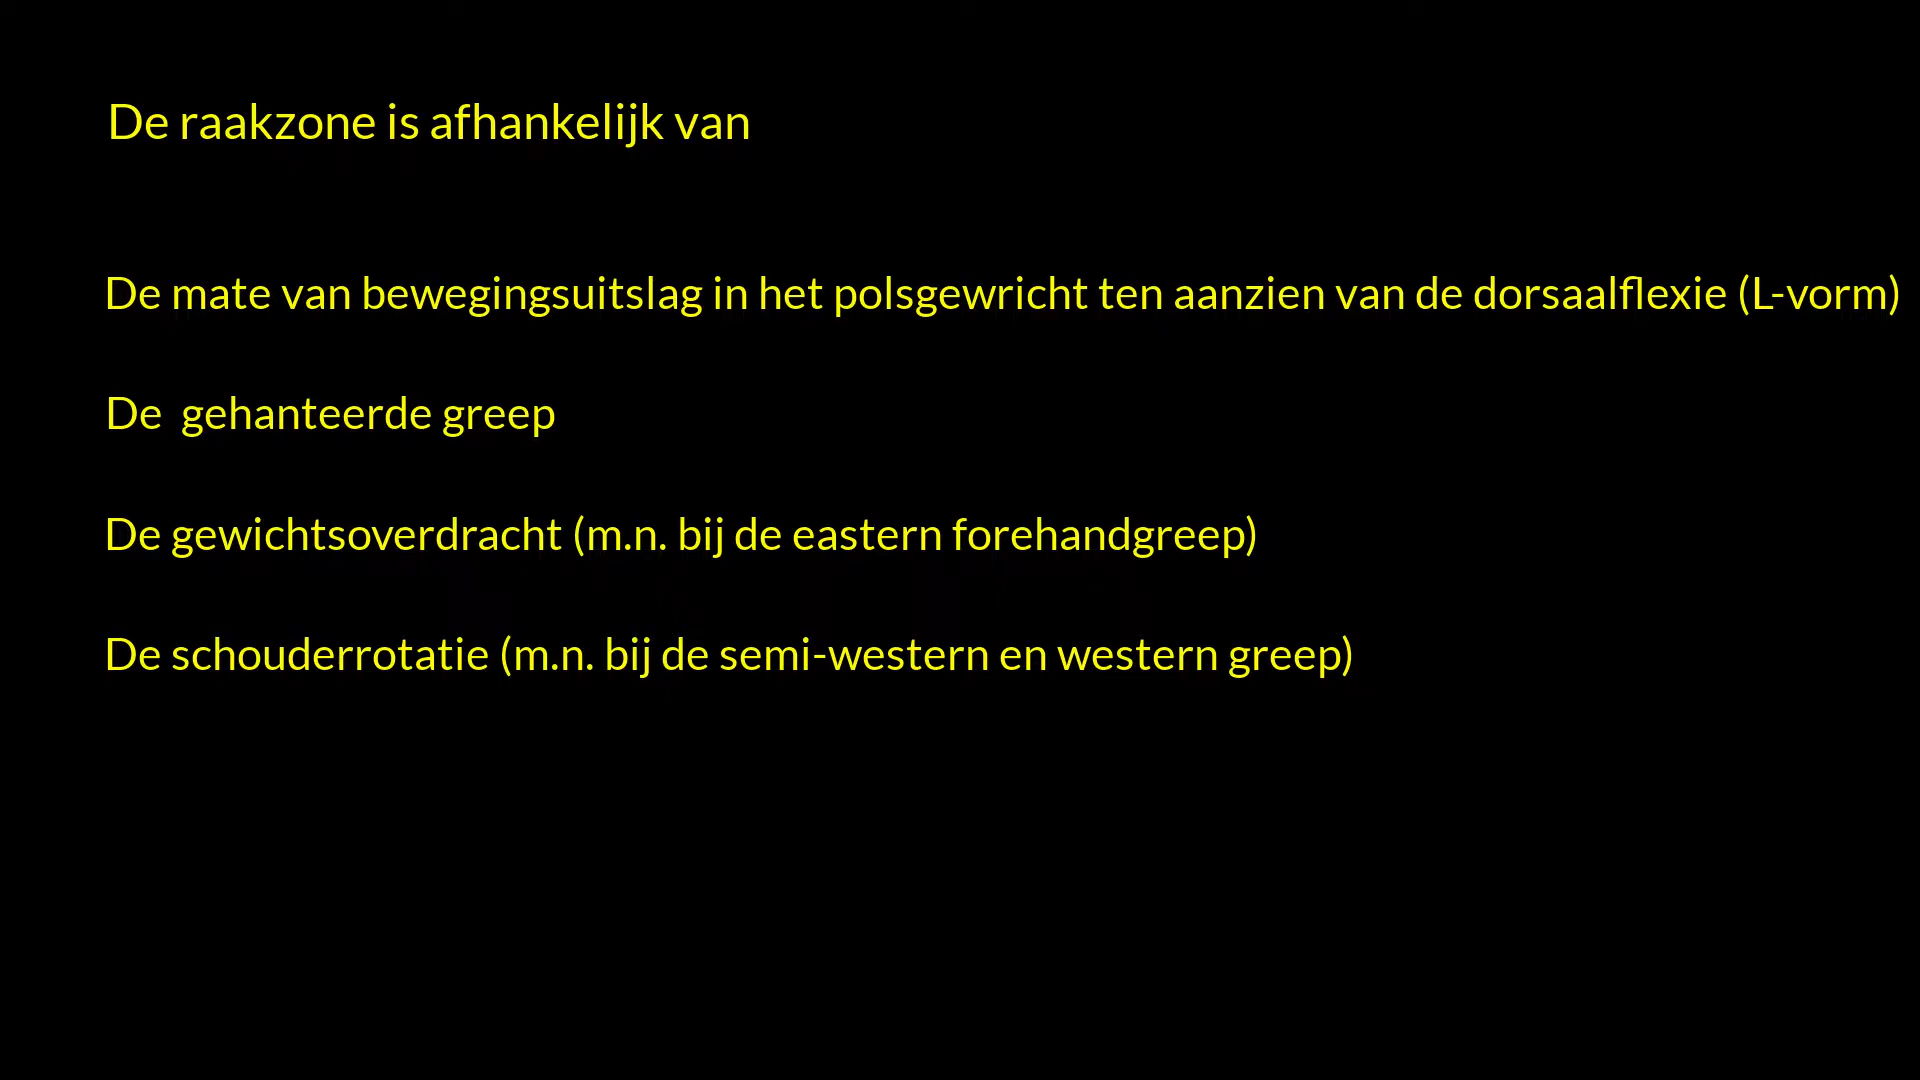 De raakzone is afhankelijk van
De mate van bewegingsuitslag in het polsgewricht ten aanzien van de dorsaalflexie (L-vorm)
De  gehanteerde greep
De gewichtsoverdracht (m.n. bij de eastern forehandgreep)
De schouderrotatie (m.n. bij de semi-western en western greep)